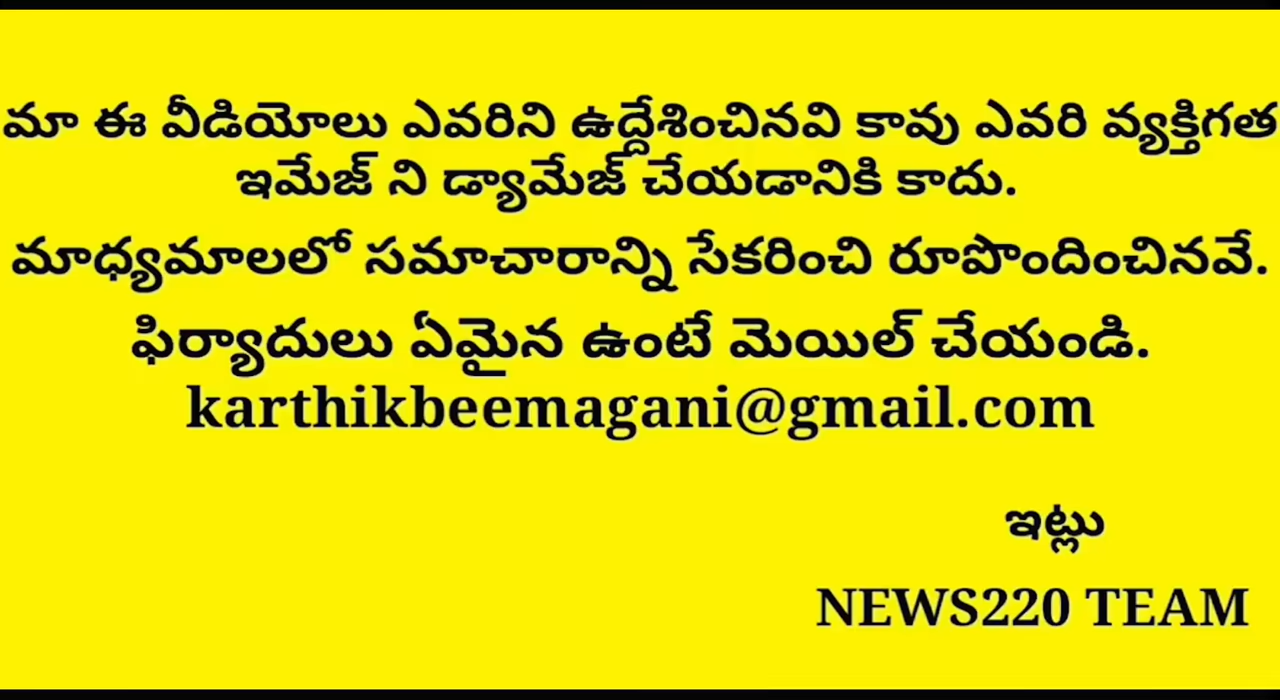 మా ఈ వీడియోలు ఎవరిని ఉద్దేశించినవి కావు ఎవరి వ్యక్తిగత
ఇమేజ్ ని డ్యామేజ్ చేయడానికి కాదు.
మాధ్యమాలలో సమాచారాన్ని సేకరించి రూపొందించినవే.
ఫిర్యాదులు ఏమైన ఉంటే మెయిల్ చేయండి.
karthikbeemagani@gmail.com
ఇట్లు
NEWS220 TEAM